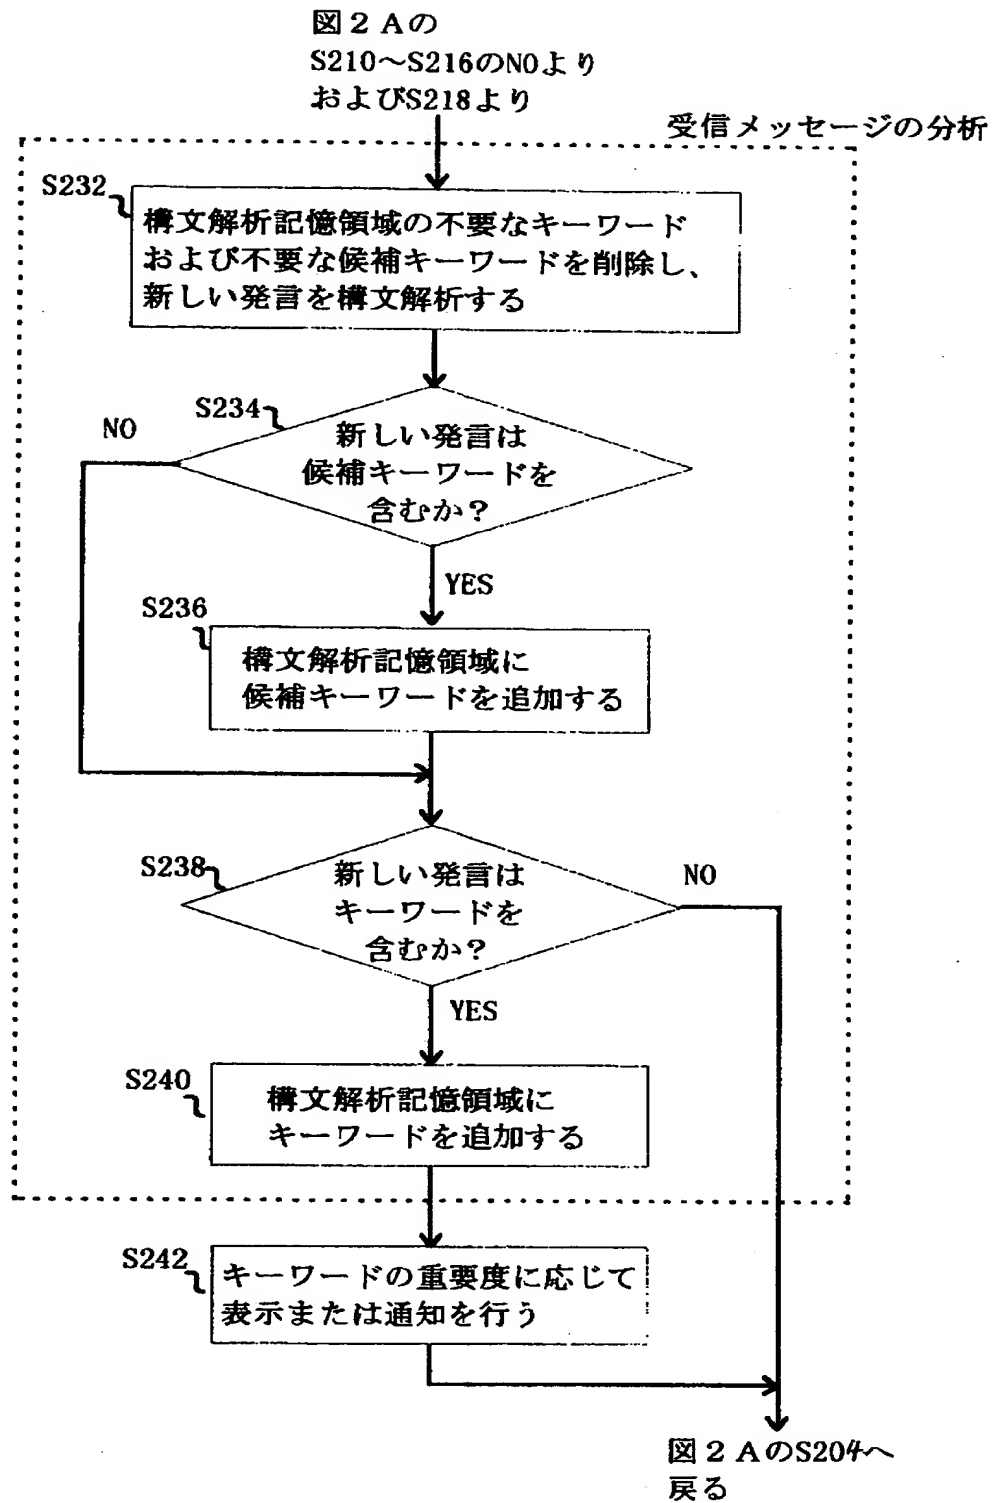 図２Ａの
S210～S216のNOより
およびS218より
受信メッセージの分析
S232
構文解析記憶領域の不要なキーワード
および不要な候補キーワードを削除し、
新しい発言を構文解析する
S234
NO
新しい発言は
候補キーワードを
含むか？
YES
S236
構文解析記憶領域に
候補キーワードを追加する
S238
新しい発言は
キーワードを
含むか？
NO
YES
S240
構文解析記憶領域に
キーワードを追加する
S242
キーワードの重要度に応じて
表示または通知を行う
図２ＡのS204へ
戻る